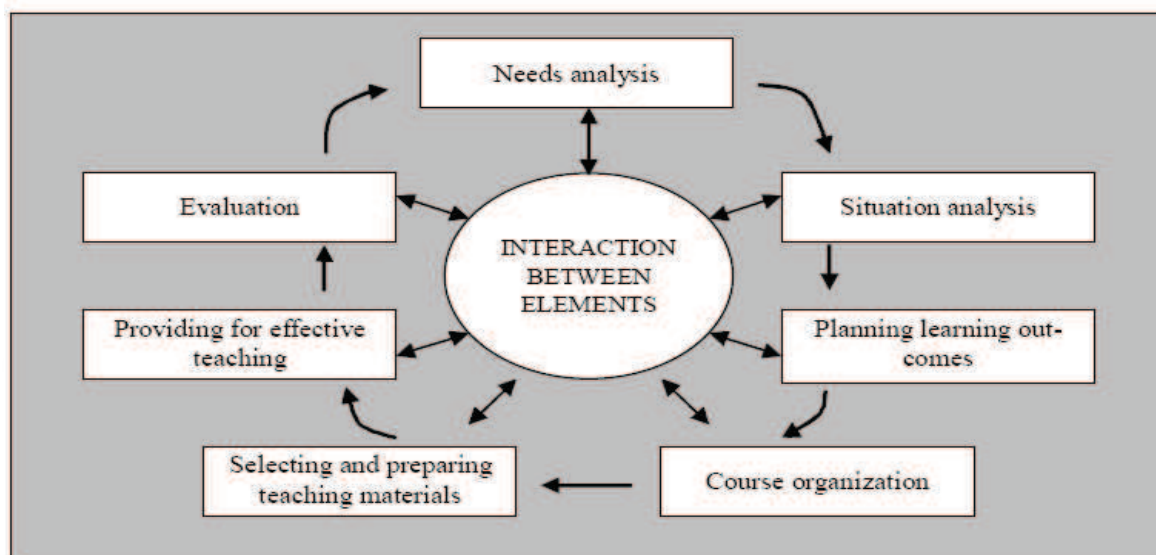 Needs analysis
Evaluation
Situation analysis
INTERACTION
BETWEEN
ELEMENTS
Providing for effective
teaching
Planning learning out-
comes
Selecting and preparing
teaching materials
Course organization